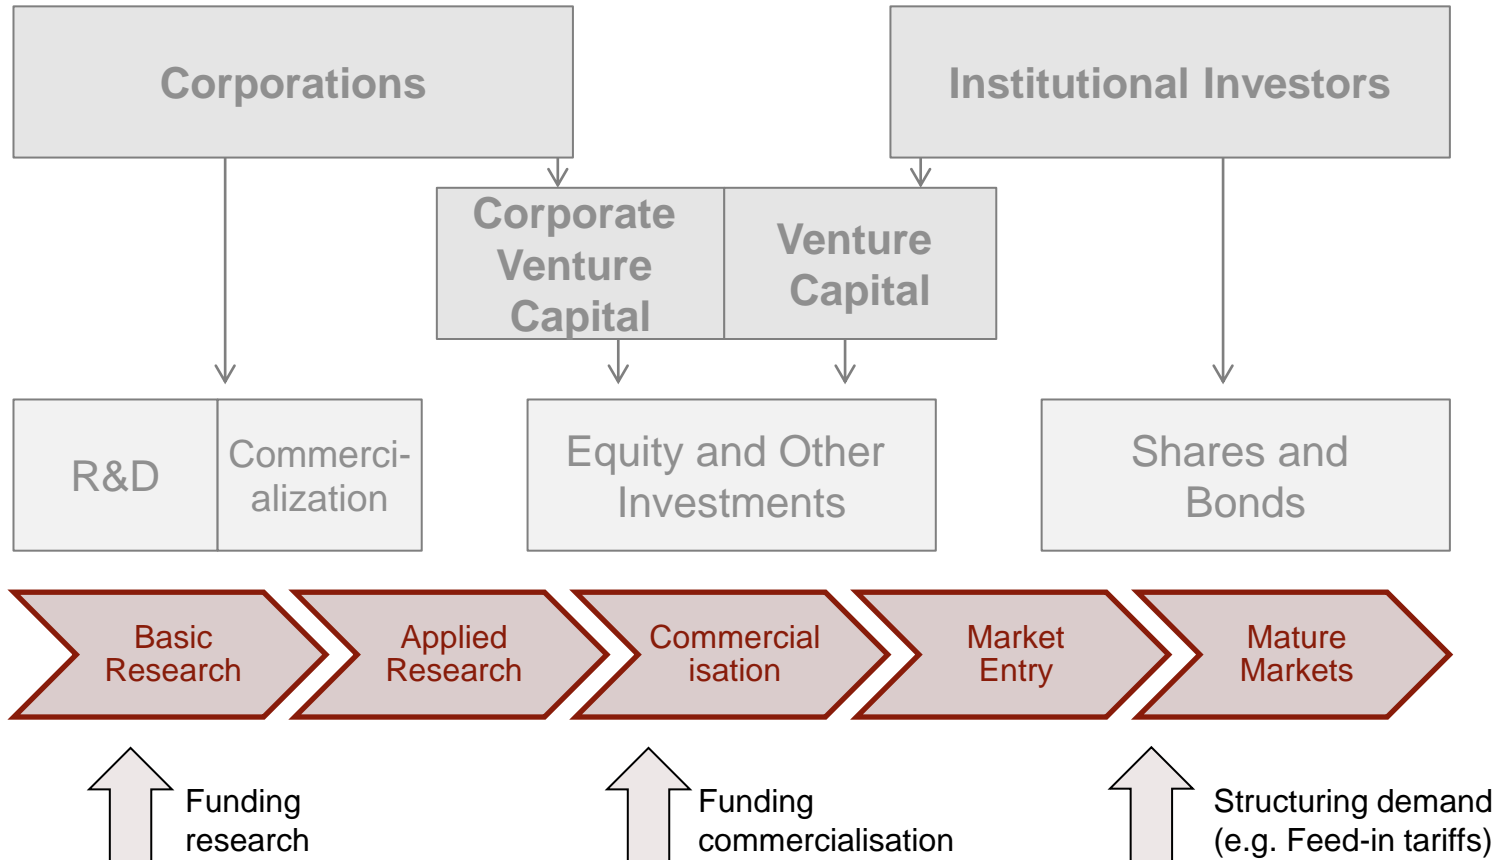 Corporations
Institutional Investors
Corporate
Venture
Capital
Venture
Capital
R&D
Commerci-
alization
Equity and Other
Investments
Shares and
Bonds
Basic
Research
Applied
Research
Commercial
isation
Market
Entry
Mature
Markets
Funding
research
Funding
commercialisation
Structuring demand
(e.g. Feed-in tariffs)